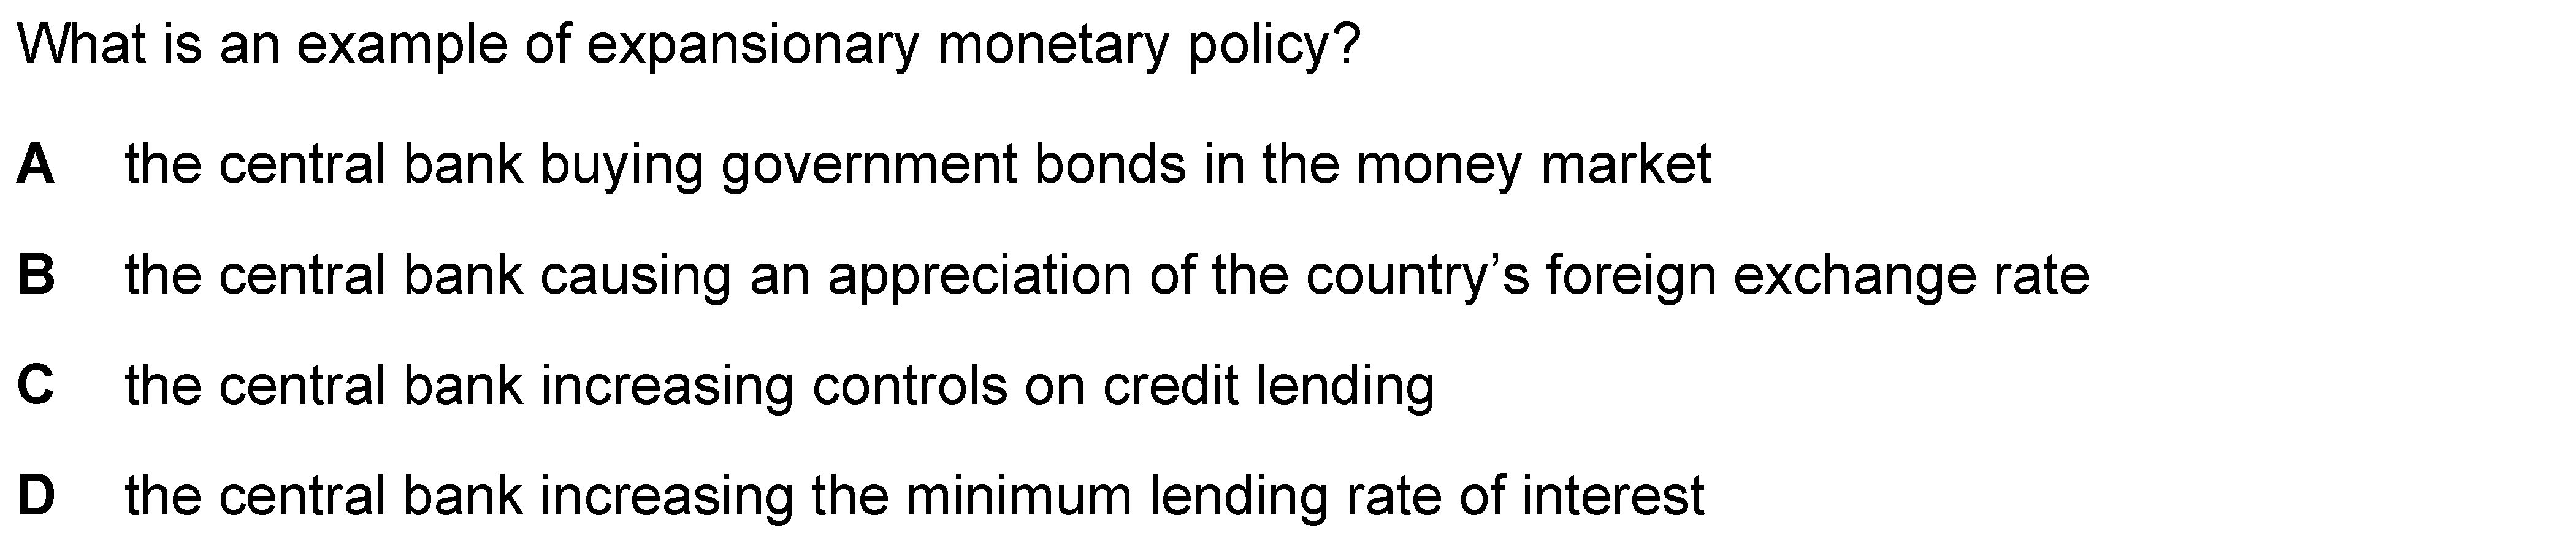 What is an example of expansionary monetary policy?
A the central bank buying government bonds in the money market
B the central bank causing an appreciation of the country’s foreign exchange rate
C the central bank increasing controls on credit lending
D the central bank increasing the minimum lending rate of interest